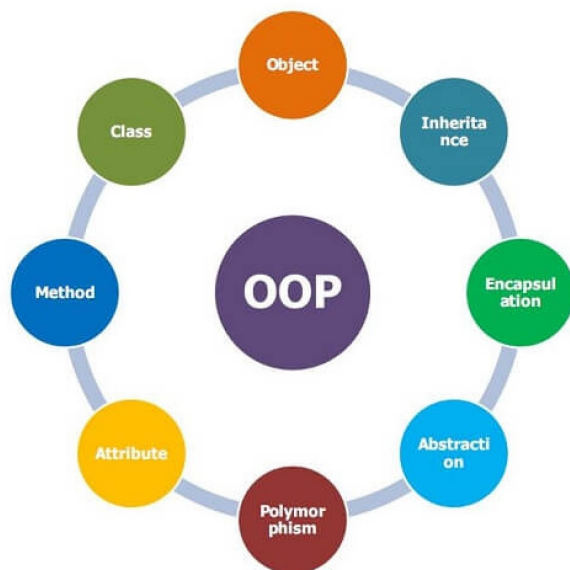 Object
Inherita
nce
Encapsul
ation
Abstracti
on
Polymor
phism
Attribute
Method
Class
OOP